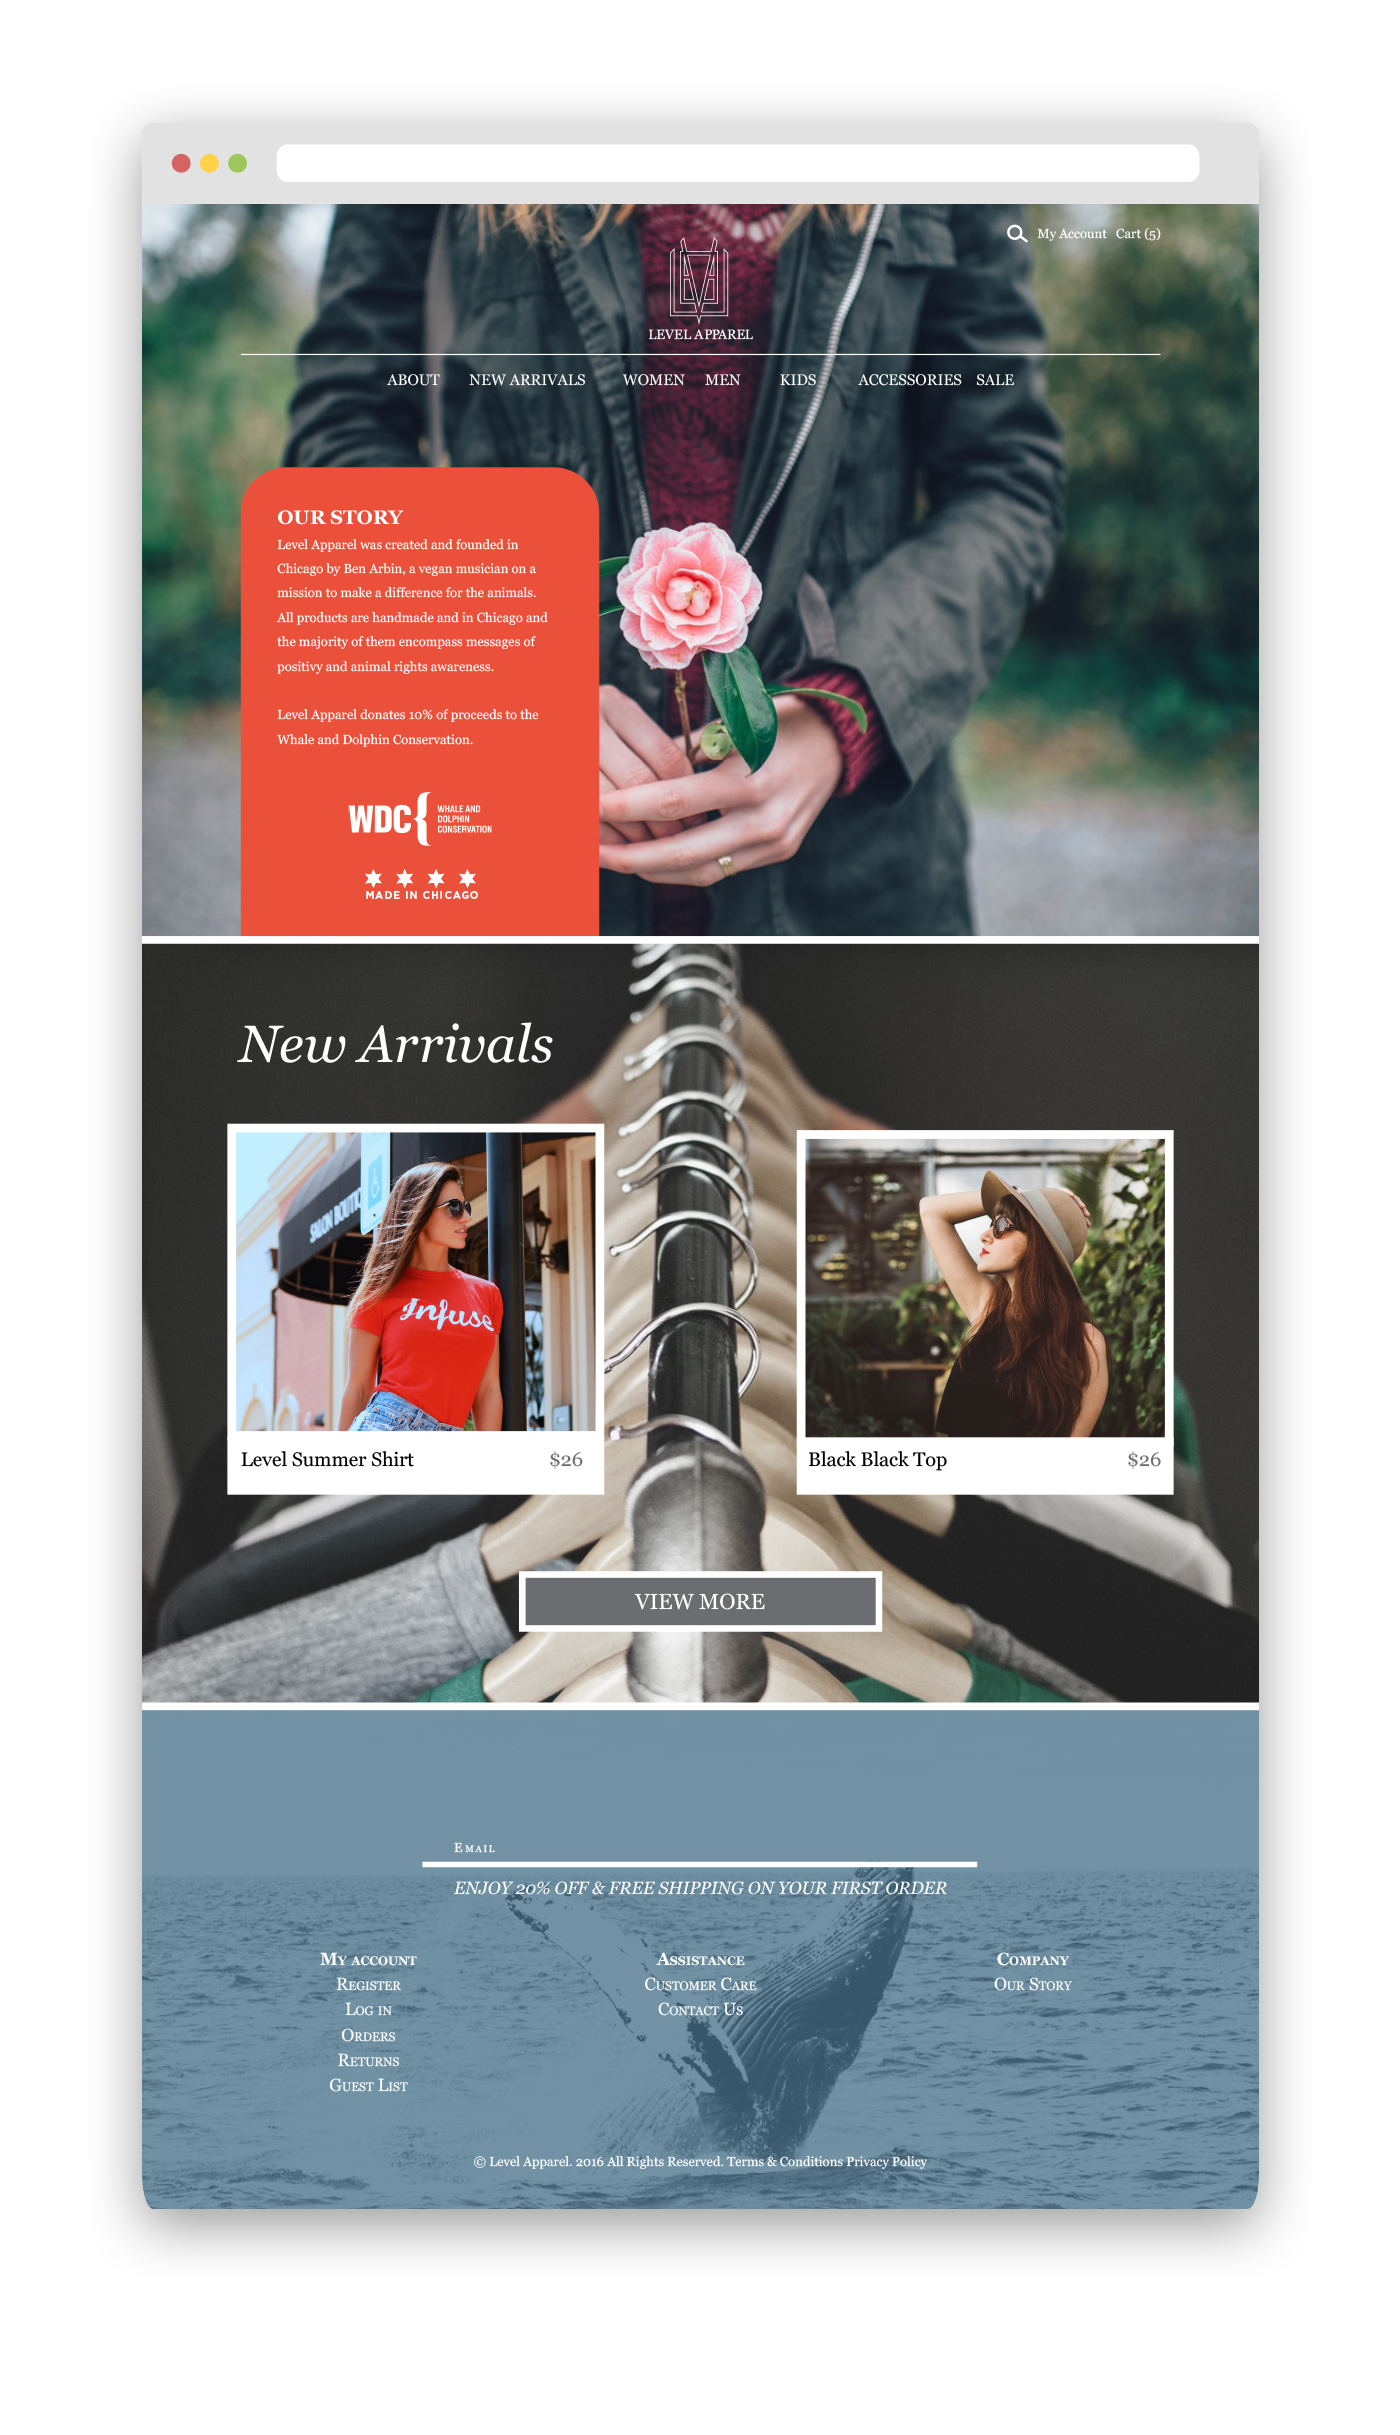 My Account Cart (5)
LEVEL APPAREL
ABOUT NEW ARRIVALS WOMEN MEN KIDS ACCESSORIES SALE
OUR STORY
Level Apparel was created and founded in
Chicago by Ben Arbin, a vegan musician on a
mission to make a difference for the animals.
All products are handmade and in Chicago and
the majority of them encompass messages of
positivy and animal rights awareness.
Level Apparel donates 10% of proceeds to the
Whale and Dolphin Conservation.
WDC{ WHALE AND
DOLPHIN
CONSERVATION
MADE IN CHICAGO
New Arrivals
SALON BOUTIQ
Infuse
Level Summer Shirt $26
Black Black Top $26
VIEW MORE
EMAIL
ENJOY 20% OFF & FREE SHIPPING ON YOUR FIRST ORDER
MY ACCOUNT
REGISTER
LOG IN
ORDERS
RETURNS
GUEST LIST
ASSISTANCE
CUSTOMER CARE
CONTACT US
COMPANY
OUR STORY
© Level Apparel. 2016 All Rights Reserved. Terms & Conditions Privacy Policy